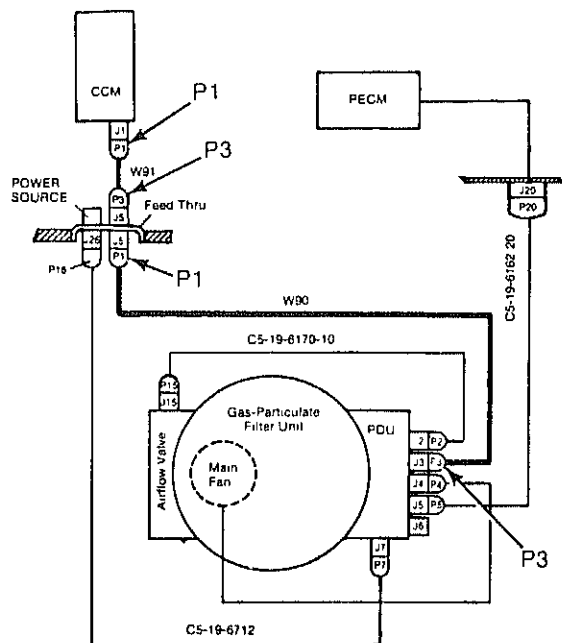 CCM
P1
J1
P1
PECM
W91
P3
P3
POWER
SOURCE
J5
Feed Thru
J26
J5
P1
P16
P1
J20
P20
C5-19-6162 20
W90
C5-19-6170-10
P15
J15
Gas-Particulate
Filter Unit
PDU
Airflow Valve
Main
Fan
2 P2
J3 P3
J4 P4
J5 P5
J6
J7
P7
P3
C5-19-6712